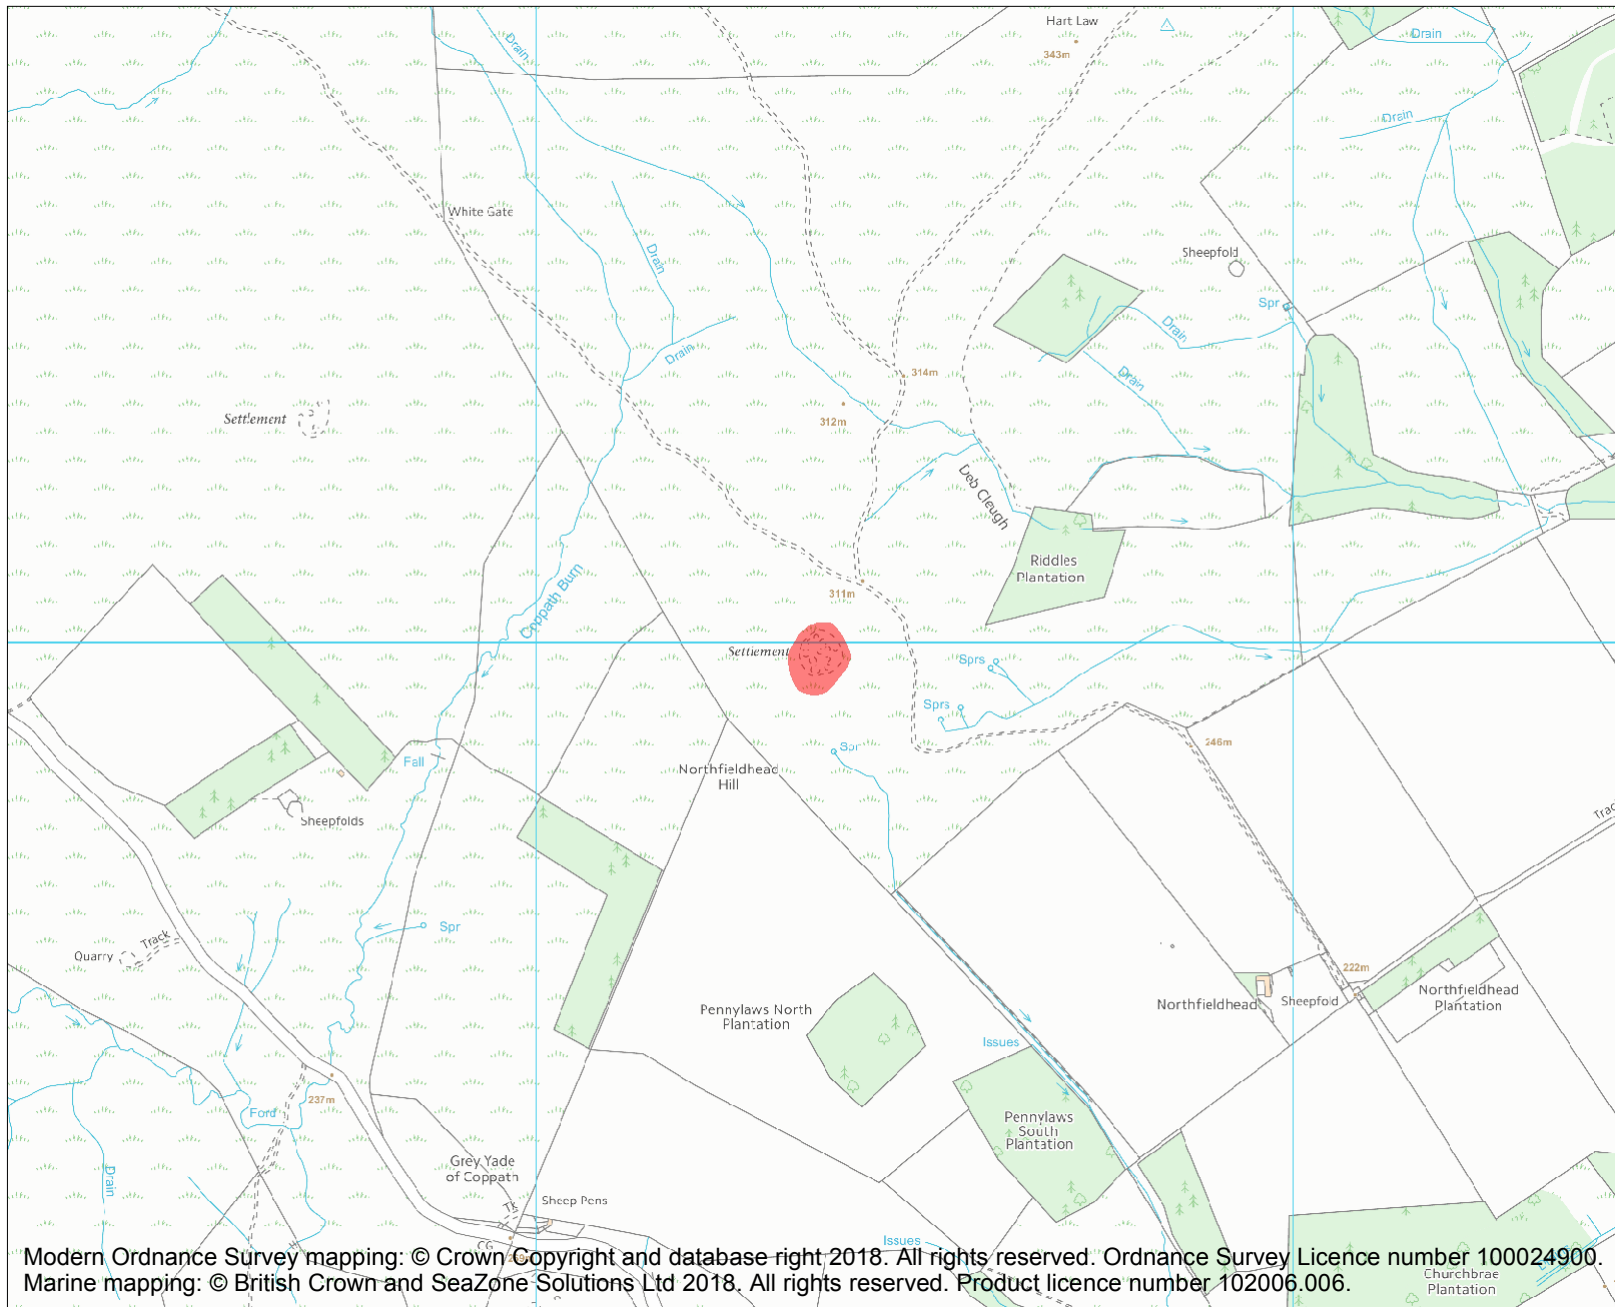 Hart Law
343m
Drain
Drain
Drain
White Gate
Drain
Sheepfold
Spr
Drain
Drain
314m
Drain
Settlement
312m
Deb Cleugh
Riddles
Plantation
311m
Coppath Burn
Settlement
Sprs
Sprs
246m
Spr
Fall
Northfieldhead
Hill
Sheepfolds
Spr
Track
Quarry
222m
Northfieldhead
Plantation
Northfieldhead
Sheepfold
Pennylaws North
Plantation
Issues
237m
Ford
Pennylaws
South
Plantation
Drain
Grey Yade
of Coppath
Sheep Pens
CG
Issues
Modern Ordnance Survey mapping: © Crown Copyright and database right 2018. All rights reserved. Ordnance Survey Licence number 100024900.
Marine mapping: © British Crown and SeaZone Solutions Ltd 2018. All rights reserved. Product licence number 102006.006.
Churchbrae
Plantation